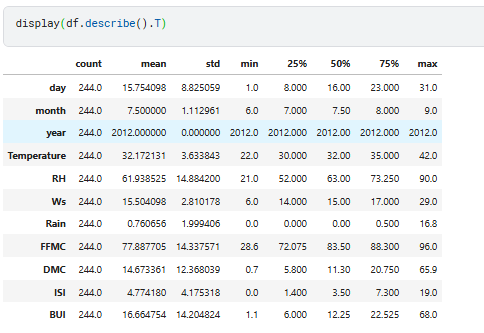 display(df.describe().T)
count mean std min 25% 50% 75% max
day 244.0 15.754098 8.825059 1.0 8.000 16.00 23.000 31.0
month 244.0 7.500000 1.112961 6.0 7.000 7.50 8.000 9.0
year 244.0 2012.000000 0.000000 2012.0 2012.000 2012.00 2012.000 2012.0
Temperature 244.0 32.172131 3.633843 22.0 30.000 32.00 35.000 42.0
RH 244.0 61.938525 14.884200 21.0 52.000 63.00 73.250 90.0
Ws 244.0 15.504098 2.810178 6.0 14.000 15.00 17.000 29.0
Rain 244.0 0.760656 1.999406 0.0 0.000 0.00 0.500 16.8
FFMC 244.0 77.887705 14.337571 28.6 72.075 83.50 88.300 96.0
DMC 244.0 14.673361 12.368039 0.7 5.800 11.30 20.750 65.9
ISI 244.0 4.774180 4.175318 0.0 1.400 3.50 7.300 19.0
BUI 244.0 16.664754 14.204824 1.1 6.000 12.25 22.525 68.0